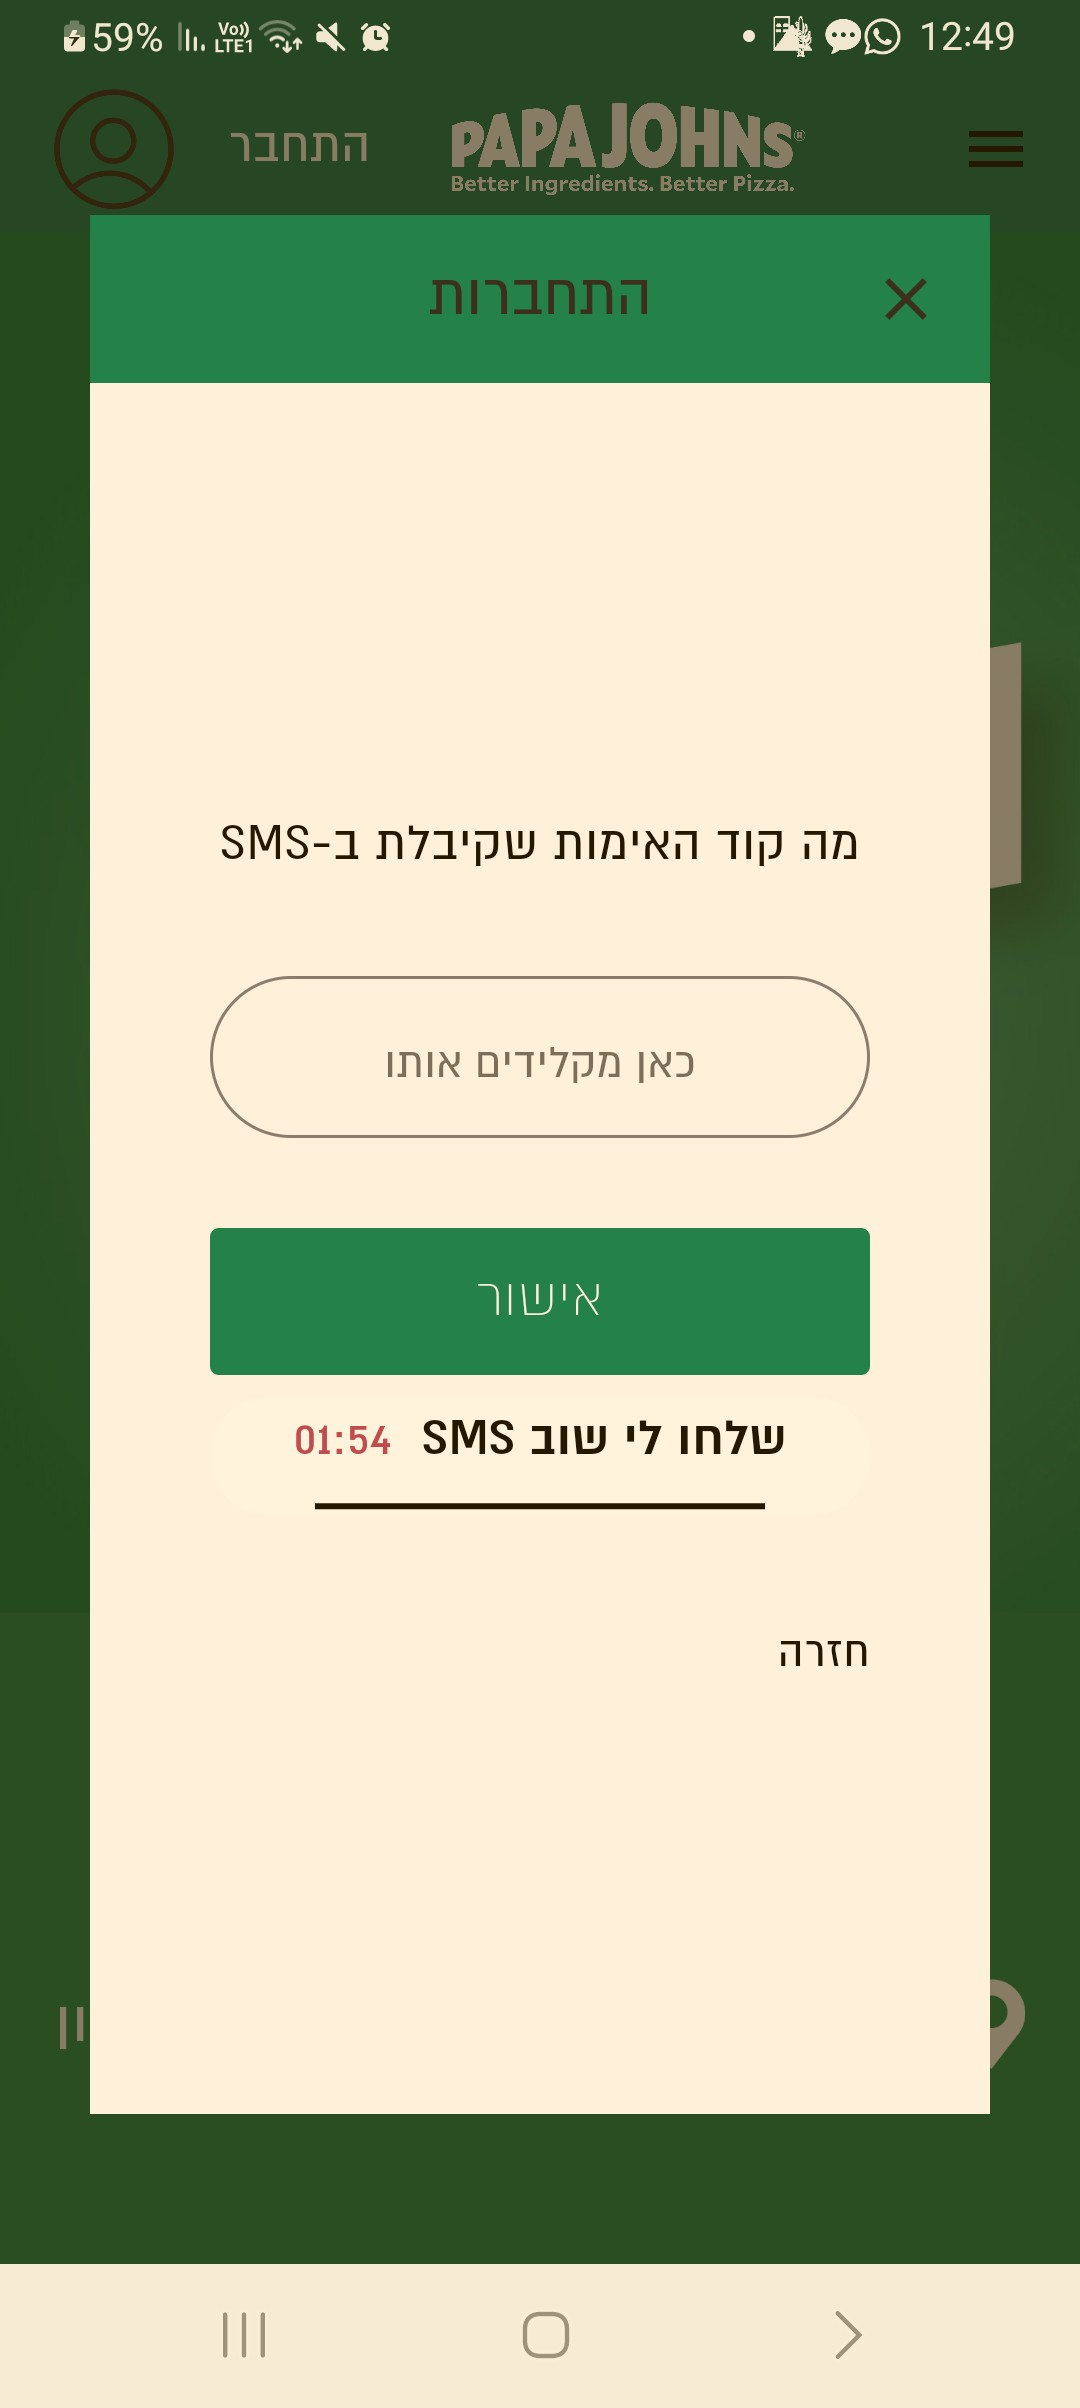 59% Vo)) LTE1 12:49
התחבר PAPA JOHNS®
Better Ingredients. Better Pizza.
התחברות
מה קוד האימות שקיבלת ב-SMS
כאן מקלידים אותו
אישור
שלחו לי שוב SMS 01:54
חזרה